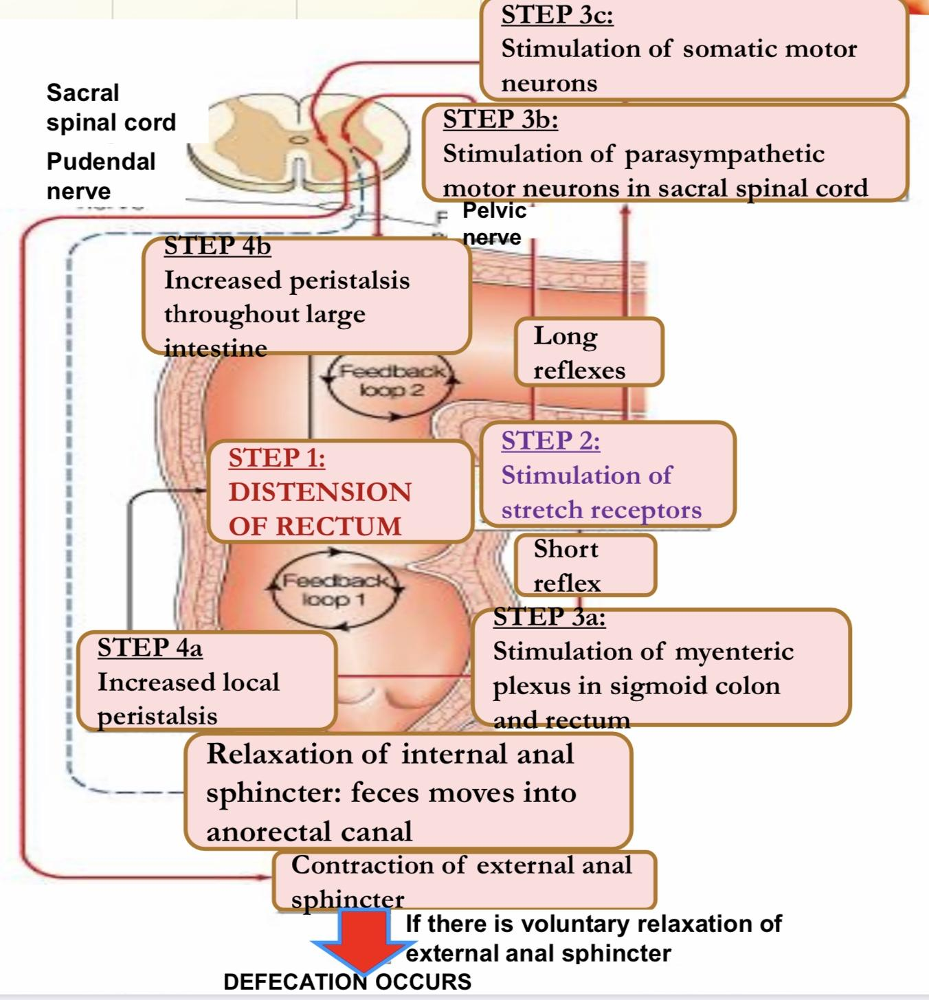 STEP 3c:
Stimulation of somatic motor
neurons
Sacral
spinal cord
STEP 3b:
Stimulation of parasympathetic
motor neurons in sacral spinal cord
Pudendal
nerve
Pelvic
nerve
STEP 4b
Increased peristalsis
throughout large
intestine
Long
reflexes
Feedback
loop 2
STEP 1:
DISTENSION
OF RECTUM
STEP 2:
Stimulation of
stretch receptors
Short
reflex
Feedback
loop 1
STEP 3a:
Stimulation of myenteric
plexus in sigmoid colon
and rectum
STEP 4a
Increased local
peristalsis
Relaxation of internal anal
sphincter: feces moves into
anorectal canal
Contraction of external anal
sphincter
If there is voluntary relaxation of
external anal sphincter
DEFECATION OCCURS